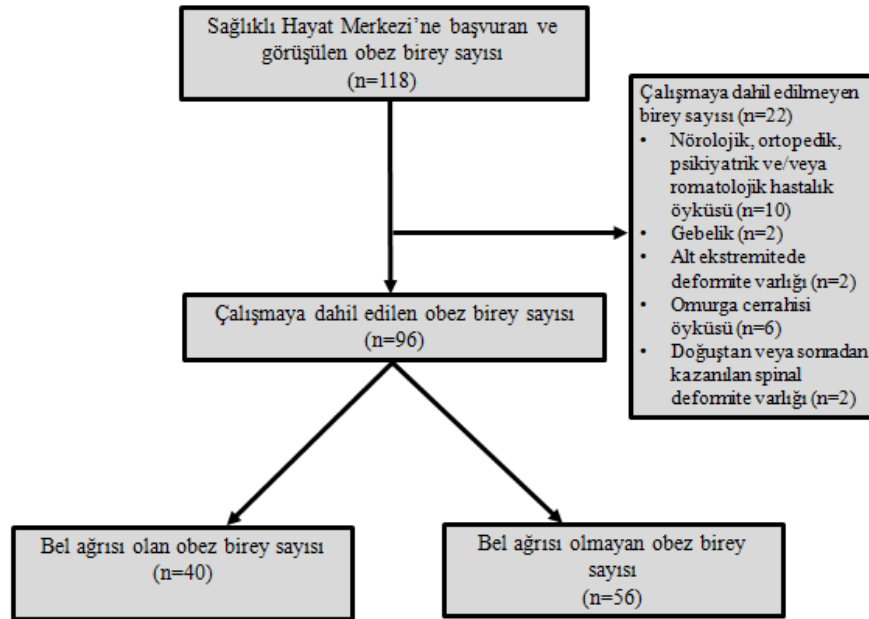 Sağlıklı Hayat Merkezi’ne başvuran ve
görüşülen obez birey sayısı
(n=118)
Çalışmaya dahil edilmeyen
birey sayısı (n=22)
• Nörolojik, ortopedik,
psikiyatrik ve/veya
romatolojik hastalık
öyküsü (n=10)
• Gebelik (n=2)
• Alt ekstremitede
deformite varlığı (n=2)
• Omurga cerrahisi
öyküsü (n=6)
• Doğuştan veya sonradan
kazanılan spinal
deformite varlığı (n=2)
Çalışmaya dahil edilen obez birey sayısı
(n=96)
Bel ağrısı olan obez birey sayısı
(n=40)
Bel ağrısı olmayan obez birey
sayısı
(n=56)